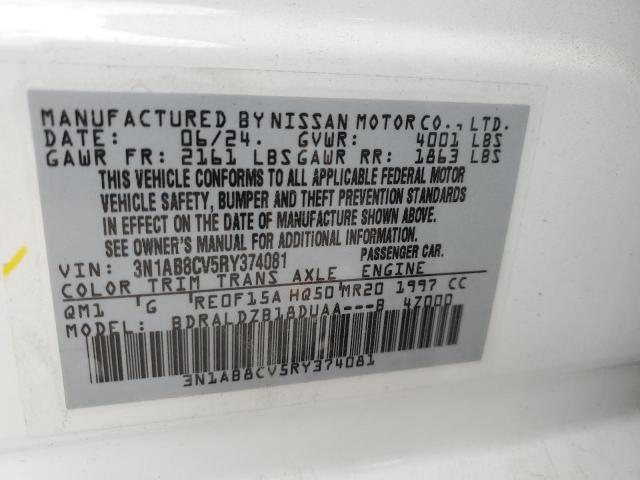 MANUFACTURED BY NISSAN MOTOR CO., LTD.
DATE: 06/24. GVWR: 4001 LBS
GAWR FR: 2161 LBS GAWR RR: 1863 LBS
THIS VEHICLE CONFORMS TO ALL APPLICABLE FEDERAL MOTOR
VEHICLE SAFETY, BUMPER AND THEFT PREVENTION STANDARDS
IN EFFECT ON THE DATE OF MANUFACTURE SHOWN ABOVE.
SEE OWNER'S MANUAL FOR ADDITIONAL INFORMATION.
VIN: 3N1AB8CV5RY374081 PASSENGER CAR.
COLOR TRIM TRANS AXLE ENGINE
QM1 G RE0F15A HQ50 MR20 1997 CC
MODEL: BDRALDZB18DUAA---B 4Z000
3N1AB8CV5RY374081